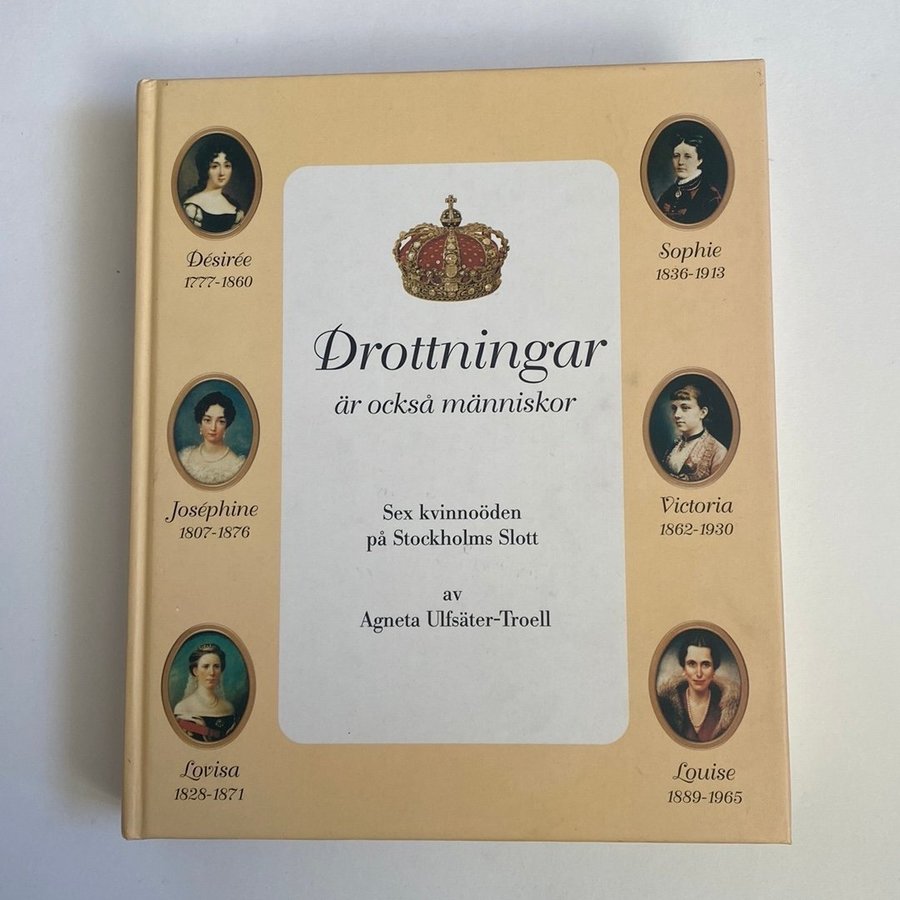 Désirée
1777-1860
Joséphine
1807-1876
Lovisa
1828-1871
Drottningar
är också människor
Sex kvinnoöden
på Stockholms Slott
av
Agneta Ulfsäter-Troell
Sophie
1836-1913
Victoria
1862-1930
Louise
1889-1965